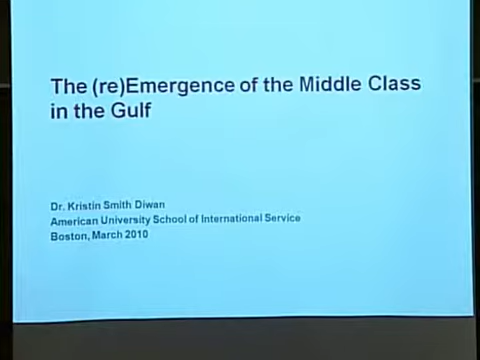 The (re)Emergence of the Middle Class
in the Gulf
Dr. Kristin Smith Diwan
American University School of International Service
Boston, March 2010